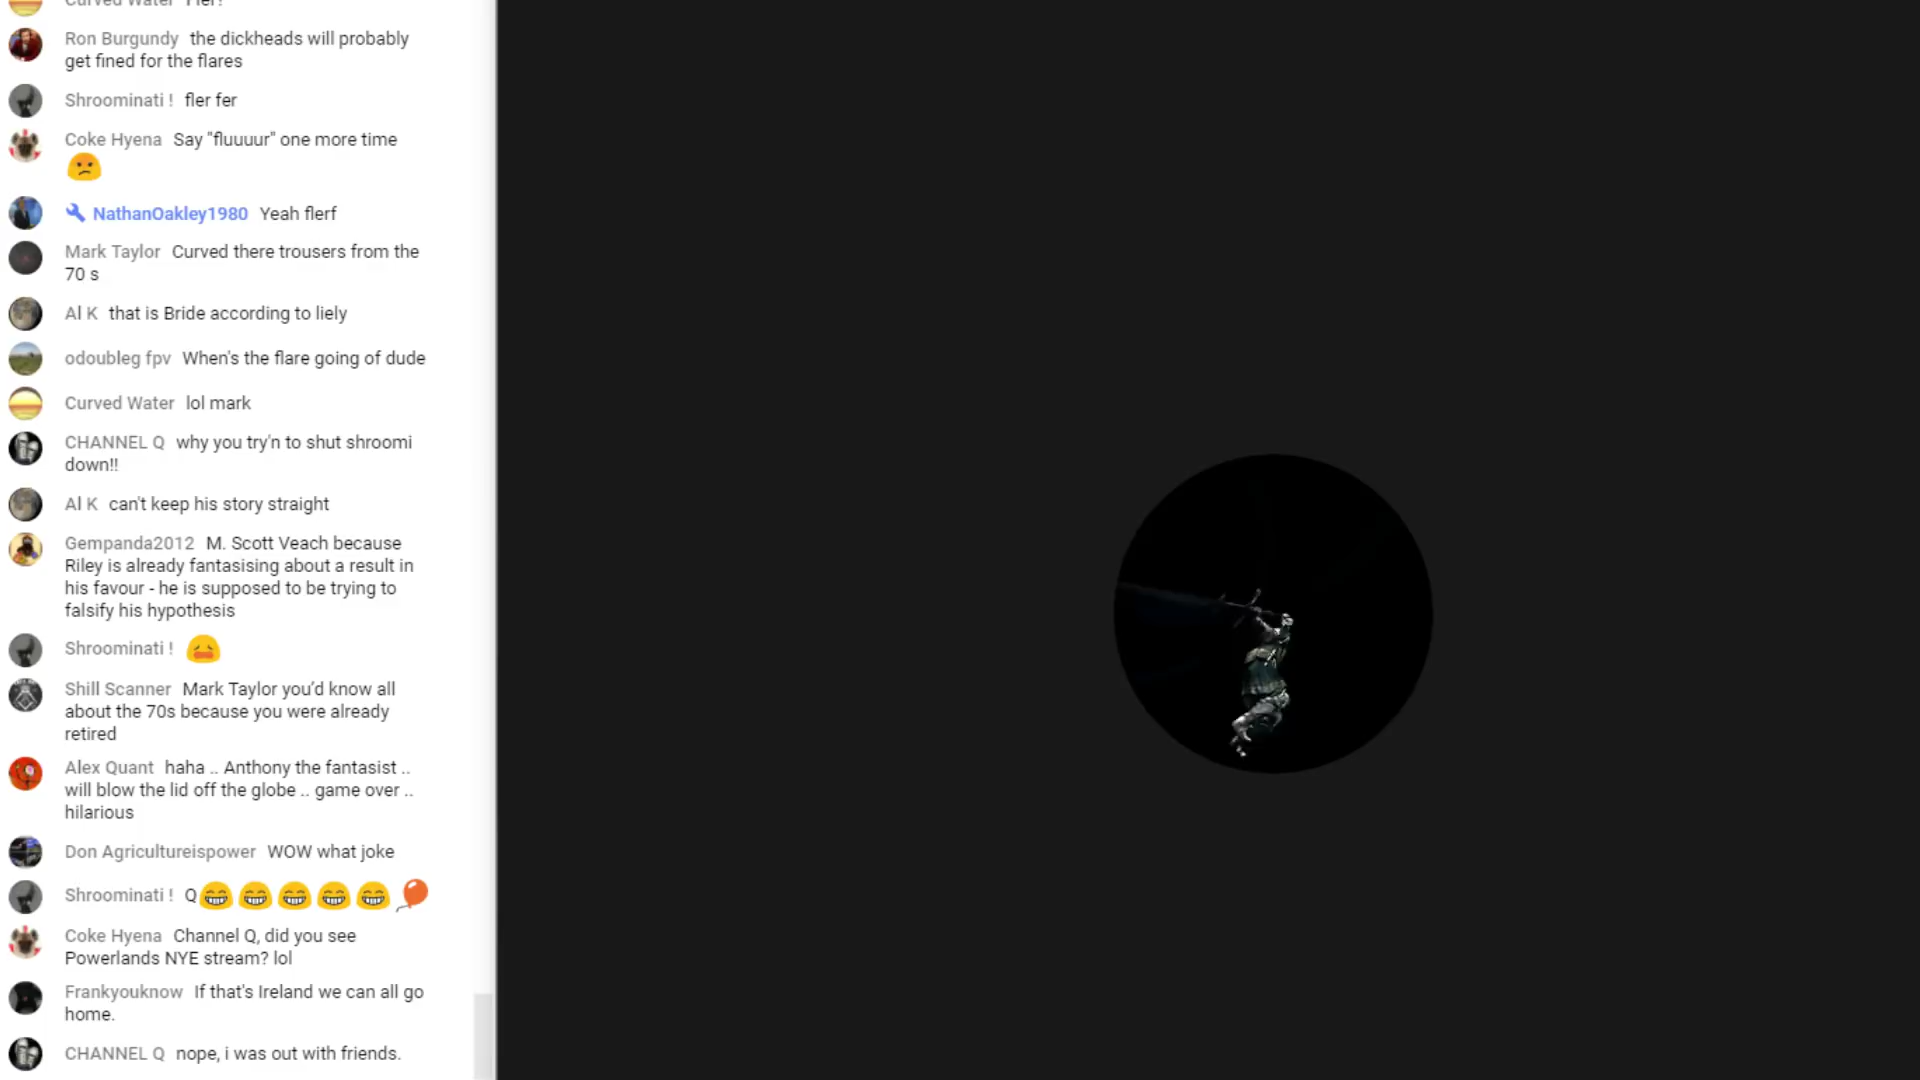 Curved Water Fler?
Ron Burgundy the dickheads will probably
get fined for the flares
Shroominati ! fler fer
Coke Hyena Say "fluuuur" one more time
NathanOakley1980 Yeah flerf
Mark Taylor Curved there trousers from the
70 s
Al K that is Bride according to liely
odoubleg fpv When's the flare going of dude
Curved Water lol mark
CHANNEL Q why you try'n to shut shroomi
down!!
Al K can't keep his story straight
Gempanda2012 M. Scott Veach because
Riley is already fantasising about a result in
his favour - he is supposed to be trying to
falsify his hypothesis
Shroominati !
Shill Scanner Mark Taylor you'd know all
about the 70s because you were already
retired
Alex Quant haha .. Anthony the fantasist ..
will blow the lid off the globe .. game over ..
hilarious
Don Agricultureispower WOW what joke
Shroominati ! Q
Coke Hyena Channel Q, did you see
Powerlands NYE stream? lol
Frankyouknow If that's Ireland we can all go
home.
CHANNEL Q nope, i was out with friends.